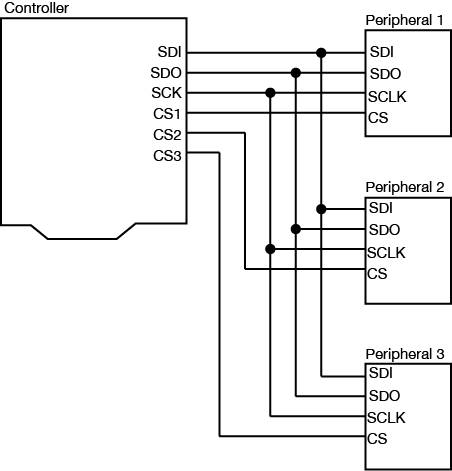 Controller
SDI
SDO
SCK
CS1
CS2
CS3
Peripheral 1
SDI
SDO
SCLK
CS
Peripheral 2
SDI
SDO
SCLK
CS
Peripheral 3
SDI
SDO
SCLK
CS